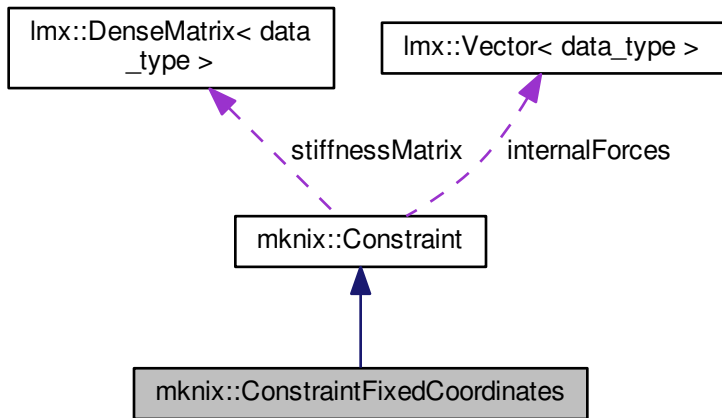 lmx::DenseMatrix< data
_type >
lmx::Vector< data_type >
stiffnessMatrix
internalForces
mknix::Constraint
mknix::ConstraintFixedCoordinates